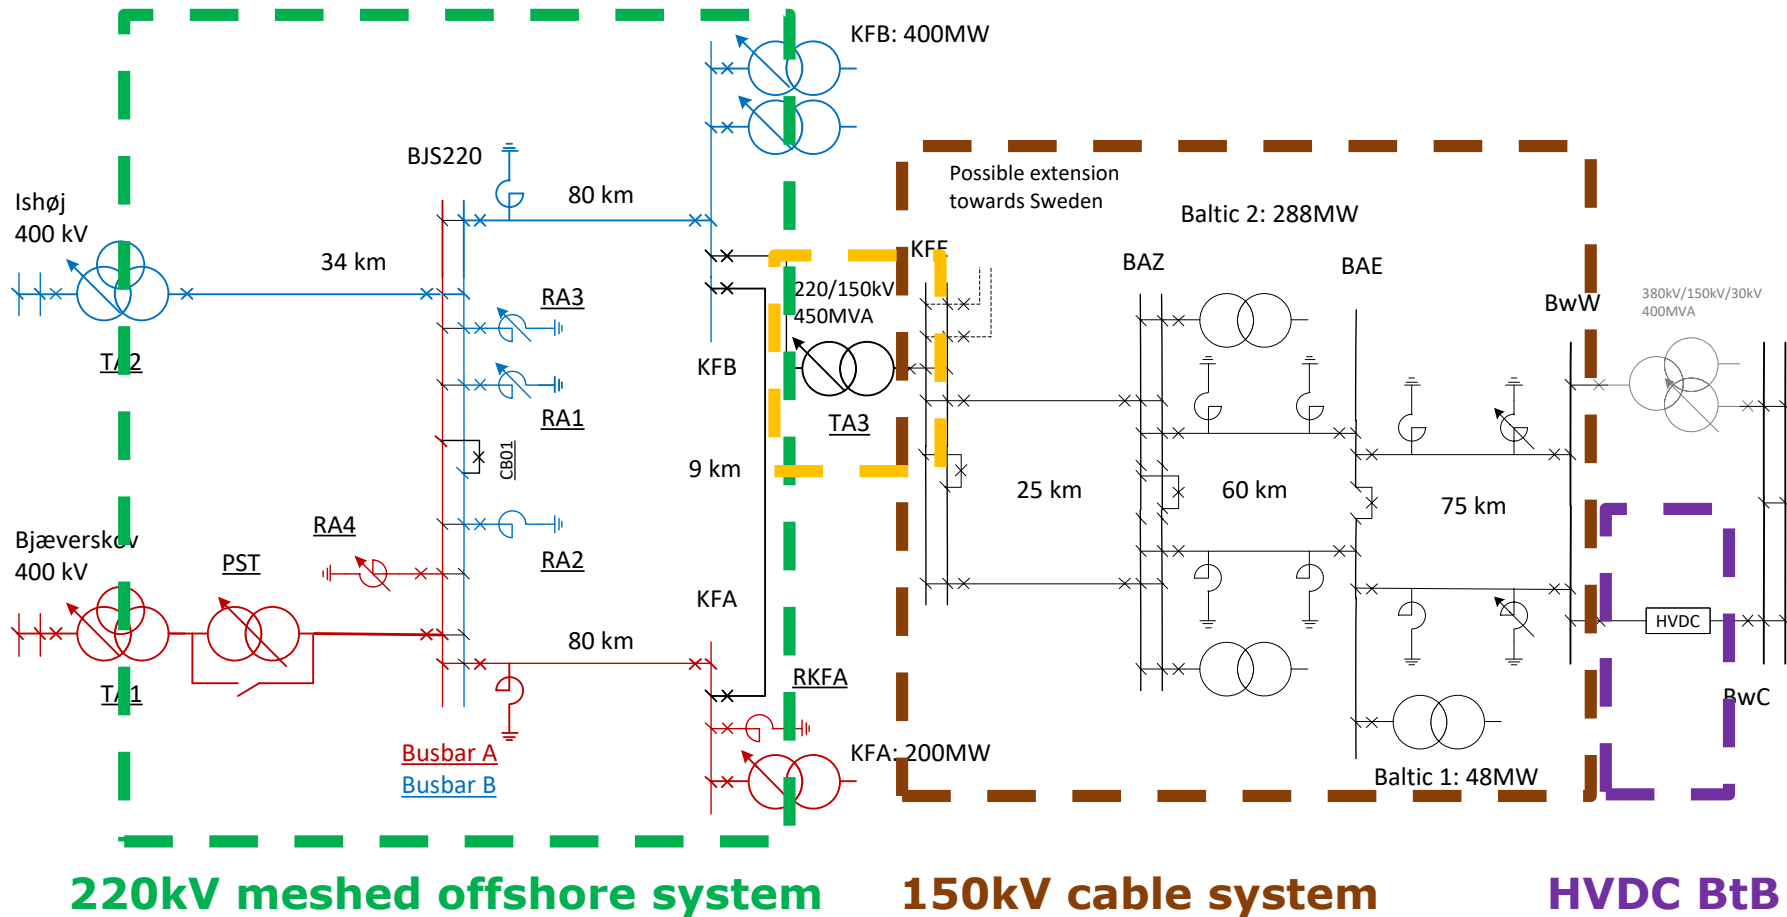 KFB: 400MW
BJS220
80 km
Possible extension
towards Sweden
Ishøj
400 kV
Baltic 2: 288MW
34 km
KFE
BAZ
BAE
RA3
220/150kV
450MVA
BwW
380kV/150kV/30kV
400MVA
TA2
KFB
RA1
TA3
CB01
9 km
25 km
60 km
75 km
RA4
Bjæverskov
400 kV
PST
RA2
KFA
HVDC
80 km
TA1
RKFA
BwC
Busbar A
Busbar B
KFA: 200MW
Baltic 1: 48MW
220kV meshed offshore system
150kV cable system
HVDC BtB